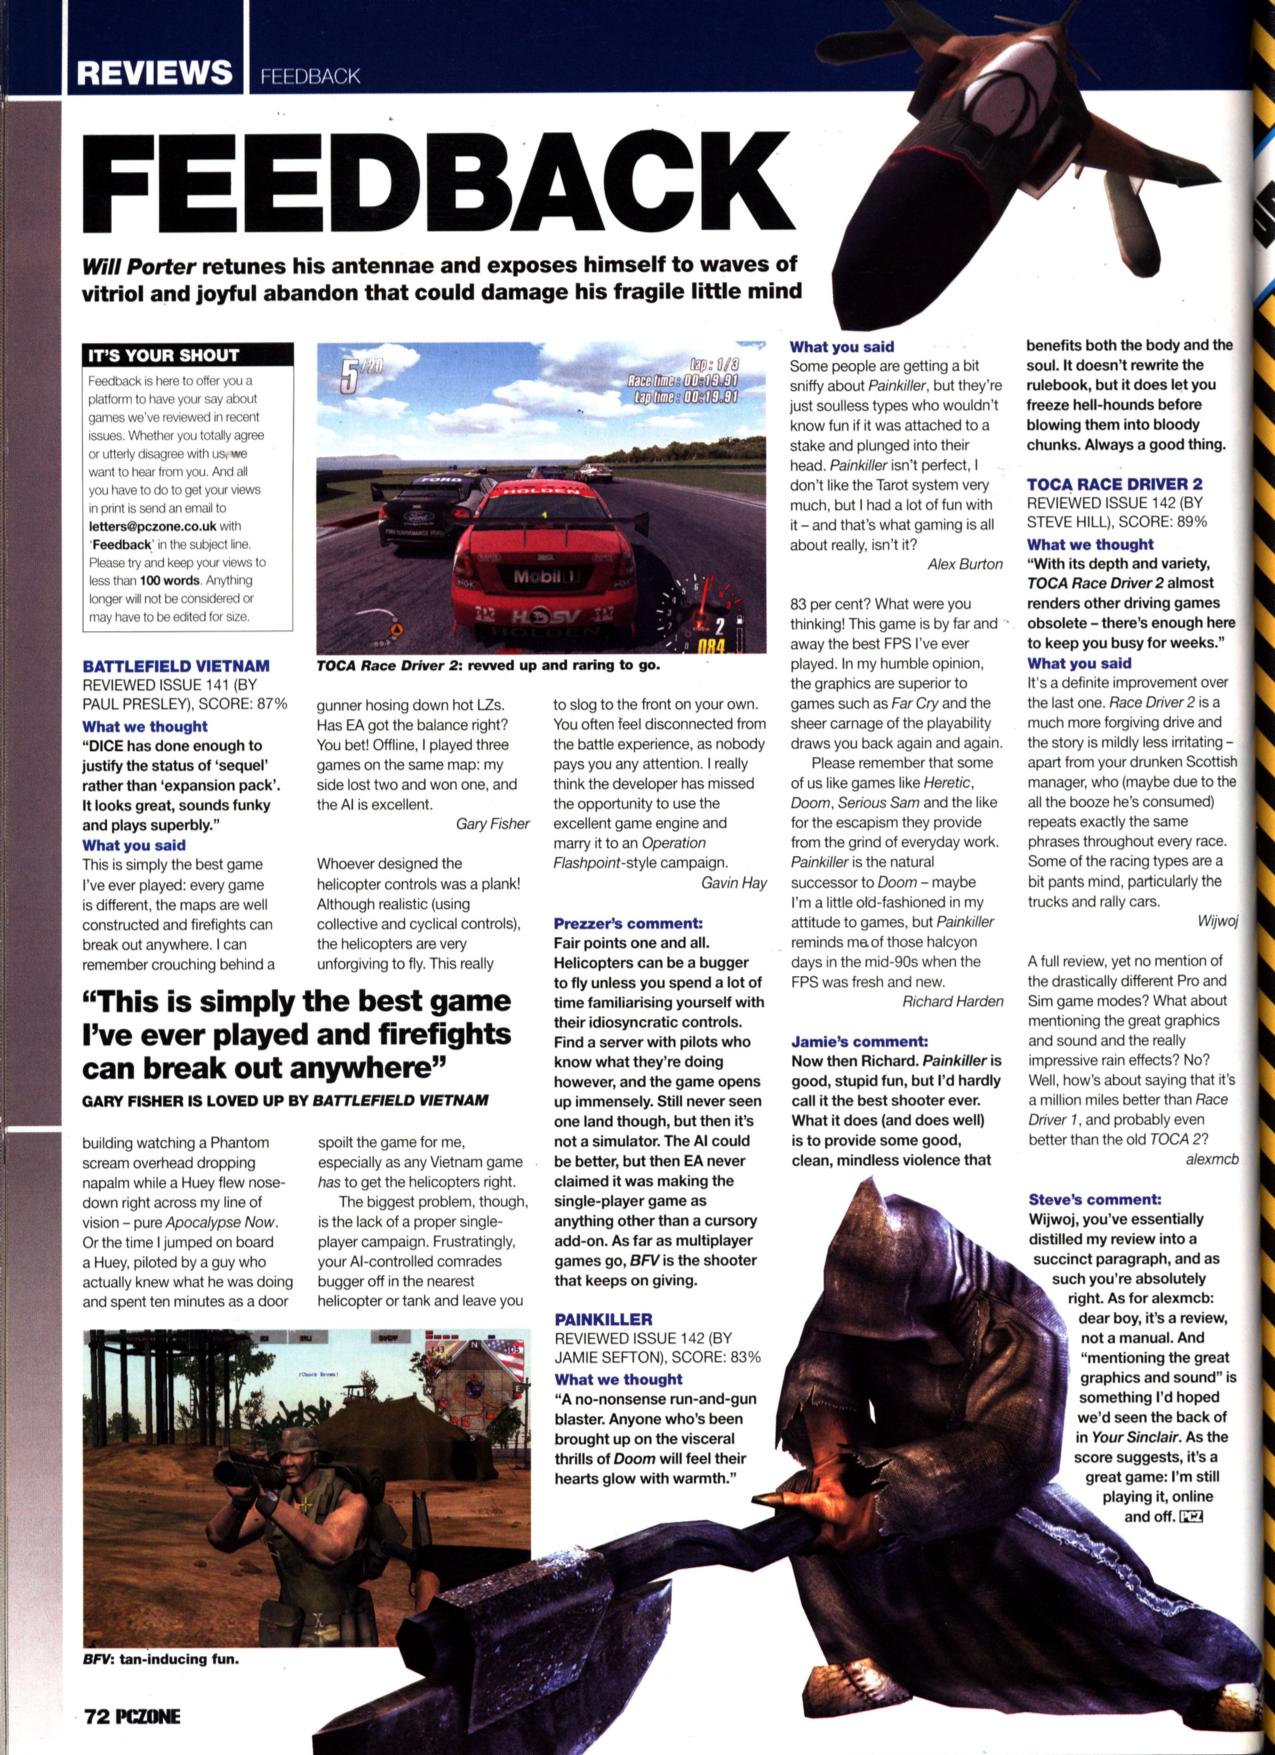 REVIEWS
FEEDBACK
FEEDBACK
Will Porter retunes his antennae and exposes himself to waves of
vitriol and joyful abandon that could damage his fragile little mind
IT'S YOUR SHOUT
Feedback is here to offer you a
platform to have your say about
games we've reviewed in recent
issues. Whether you totally agree
or utterly disagree with us, we
want to hear from you. And all
you have to do to get your views
in print is send an email to
letters@pczone.co.uk with
'Feedback' in the subject line.
Please try and keep your views to
less than 100 words. Anything
longer will not be considered or
may have to be edited for size.
5/20
Lap : 1/3
Race time : 00:19.91
Lap time : 00:19.91
FORD
HOLDEN
Mobil 1
HSV
HOLDEN
2
084
TOCA Race Driver 2: revved up and raring to go.
BATTLEFIELD VIETNAM
REVIEWED ISSUE 141 (BY
PAUL PRESLEY), SCORE: 87%
What we thought
"DICE has done enough to
justify the status of 'sequel'
rather than 'expansion pack'.
It looks great, sounds funky
and plays superbly."
What you said
This is simply the best game
I've ever played: every game
is different, the maps are well
constructed and firefights can
break out anywhere. I can
remember crouching behind a
"This is simply the best game
I've ever played and firefights
can break out anywhere"
GARY FISHER IS LOVED UP BY BATTLEFIELD VIETNAM
building watching a Phantom
scream overhead dropping
napalm while a Huey flew nose-
down right across my line of
vision – pure Apocalypse Now.
Or the time I jumped on board
a Huey, piloted by a guy who
actually knew what he was doing
and spent ten minutes as a door
gunner hosing down hot LZs.
Has EA got the balance right?
You bet! Offline, I played three
games on the same map: my
side lost two and won one, and
the AI is excellent.
Gary Fisher
Whoever designed the
helicopter controls was a plank!
Although realistic (using
collective and cyclical controls),
the helicopters are very
unforgiving to fly. This really
spoilt the game for me,
especially as any Vietnam game
has to get the helicopters right.
The biggest problem, though,
is the lack of a proper single-
player campaign. Frustratingly,
your AI-controlled comrades
bugger off in the nearest
helicopter or tank and leave you
to slog to the front on your own.
You often feel disconnected from
the battle experience, as nobody
pays you any attention. I really
think the developer has missed
the opportunity to use the
excellent game engine and
marry it to an Operation
Flashpoint-style campaign.
Gavin Hay
Prezzer's comment:
Fair points one and all.
Helicopters can be a bugger
to fly unless you spend a lot of
time familiarising yourself with
their idiosyncratic controls.
Find a server with pilots who
know what they're doing
however, and the game opens
up immensely. Still never seen
one land though, but then it's
not a simulator. The AI could
be better, but then EA never
claimed it was making the
single-player game as
anything other than a cursory
add-on. As far as multiplayer
games go, BFV is the shooter
that keeps on giving.
PAINKILLER
REVIEWED ISSUE 142 (BY
JAMIE SEFTON), SCORE: 83%
What we thought
"A no-nonsense run-and-gun
blaster. Anyone who's been
brought up on the visceral
thrills of Doom will feel their
hearts glow with warmth."
What you said
Some people are getting a bit
sniffy about Painkiller, but they're
just soulless types who wouldn't
know fun if it was attached to a
stake and plunged into their
head. Painkiller isn't perfect, I
don't like the Tarot system very
much, but I had a lot of fun with
it – and that's what gaming is all
about really, isn't it?
Alex Burton
83 per cent? What were you
thinking! This game is by far and
away the best FPS I've ever
played. In my humble opinion,
the graphics are superior to
games such as Far Cry and the
sheer carnage of the playability
draws you back again and again.
Please remember that some
of us like games like Heretic,
Doom, Serious Sam and the like
for the escapism they provide
from the grind of everyday work.
Painkiller is the natural
successor to Doom – maybe
I'm a little old-fashioned in my
attitude to games, but Painkiller
reminds me of those halcyon
days in the mid-90s when the
FPS was fresh and new.
Richard Harden
Jamie's comment:
Now then Richard. Painkiller is
good, stupid fun, but I'd hardly
call it the best shooter ever.
What it does (and does well)
is to provide some good,
clean, mindless violence that
benefits both the body and the
soul. It doesn't rewrite the
rulebook, but it does let you
freeze hell-hounds before
blowing them into bloody
chunks. Always a good thing.
TOCA RACE DRIVER 2
REVIEWED ISSUE 142 (BY
STEVE HILL), SCORE: 89%
What we thought
"With its depth and variety,
TOCA Race Driver 2 almost
renders other driving games
obsolete – there's enough here
to keep you busy for weeks."
What you said
It's a definite improvement over
the last one. Race Driver 2 is a
much more forgiving drive and
the story is mildly less irritating –
apart from your drunken Scottish
manager, who (maybe due to the
all the booze he's consumed)
repeats exactly the same
phrases throughout every race.
Some of the racing types are a
bit pants mind, particularly the
trucks and rally cars.
Wijwoj
A full review, yet no mention of
the drastically different Pro and
Sim game modes? What about
mentioning the great graphics
and sound and the really
impressive rain effects? No?
Well, how's about saying that it's
a million miles better than Race
Driver 1, and probably even
better than the old TOCA 2?
alexmcb
Steve's comment:
Wijwoj, you've essentially
distilled my review into a
succinct paragraph, and as
such you're absolutely
right. As for alexmcb:
dear boy, it's a review,
not a manual. And
"mentioning the great
graphics and sound" is
something I'd hoped
we'd seen the back of
in Your Sinclair. As the
score suggests, it's a
great game: I'm still
playing it, online
and off. PCZ
BFV: tan-inducing fun.
72 PCZONE